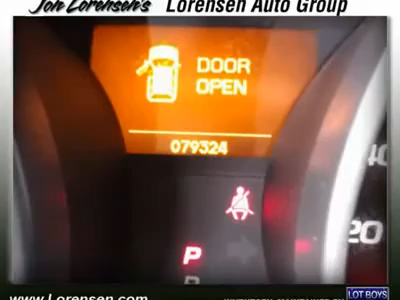 Jon Lorensen's Lorensen Auto Group
DOOR
OPEN
079324
40
20
P
R
www.Lorensen.com LOT BOYS